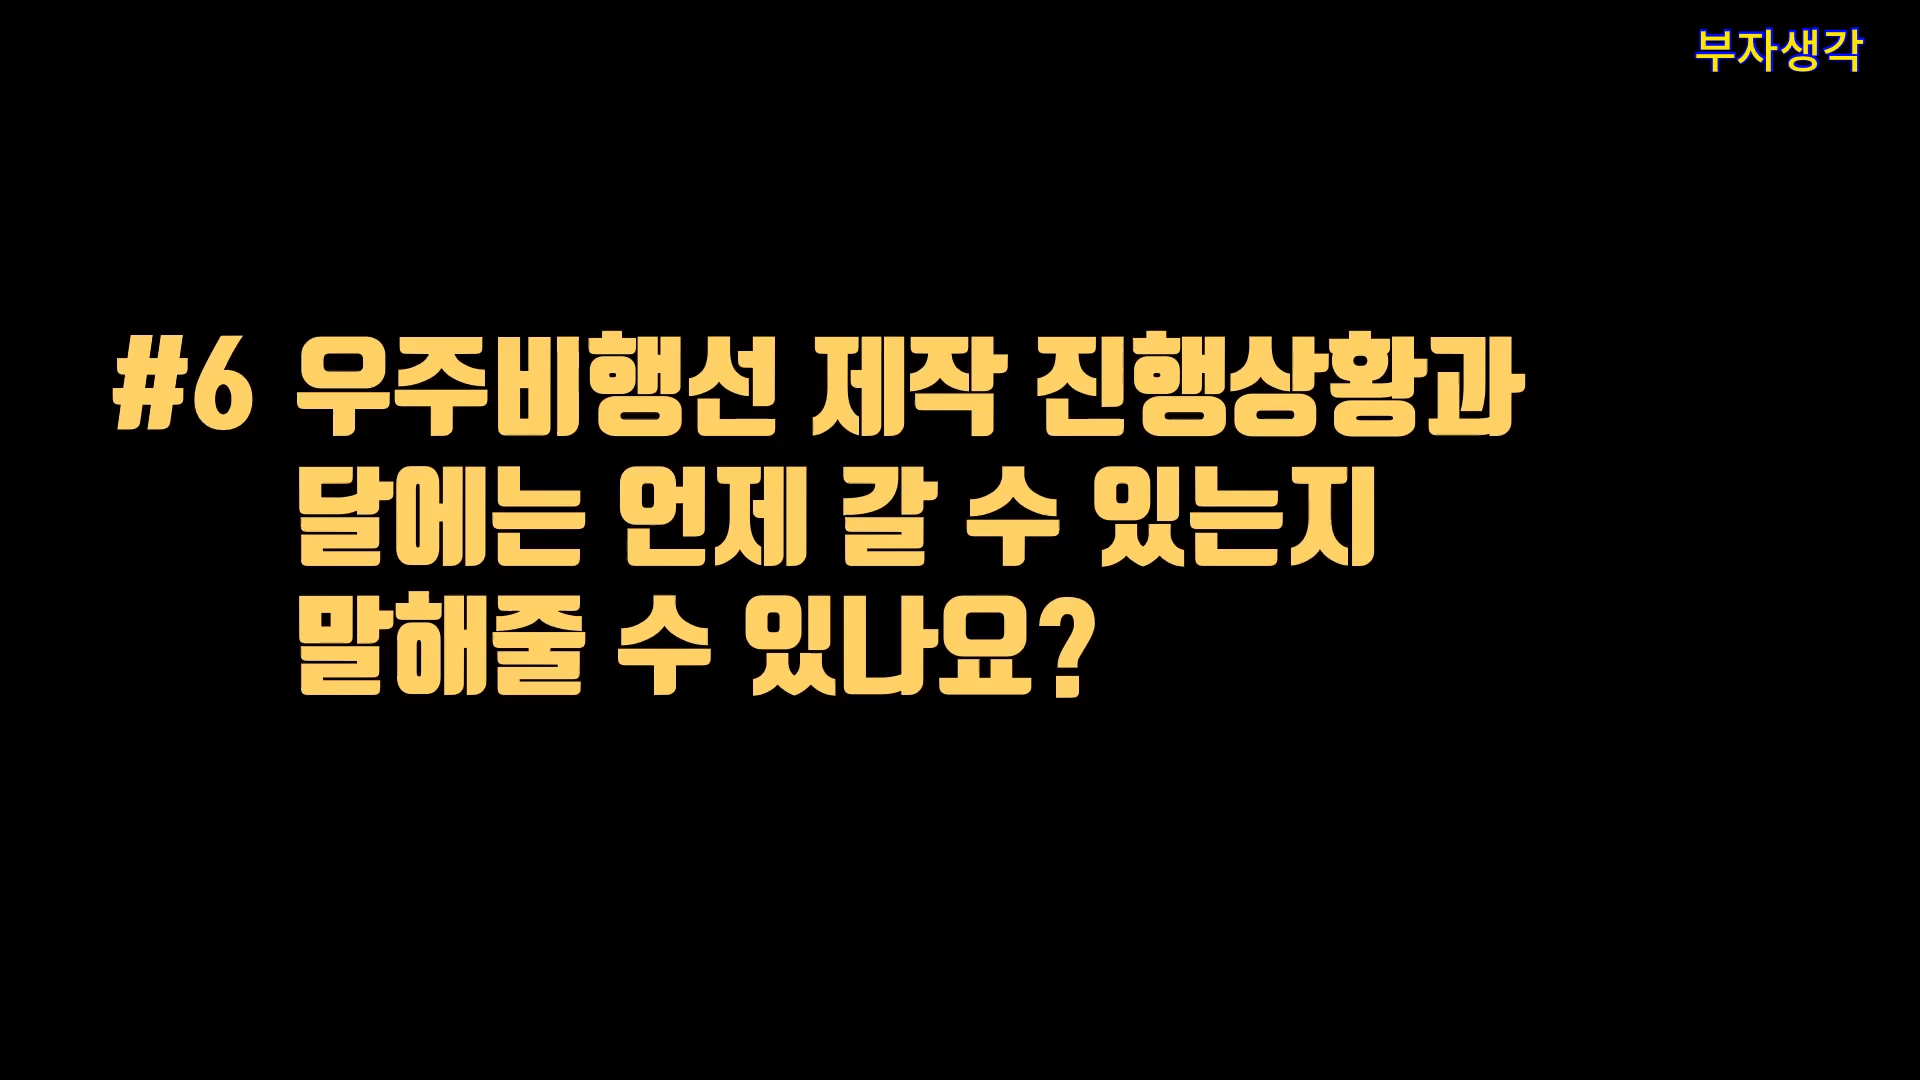 부자생각
#6 우주비행선 제작 진행상황과
달에는 언제 갈 수 있는지
말해줄 수 있나요?